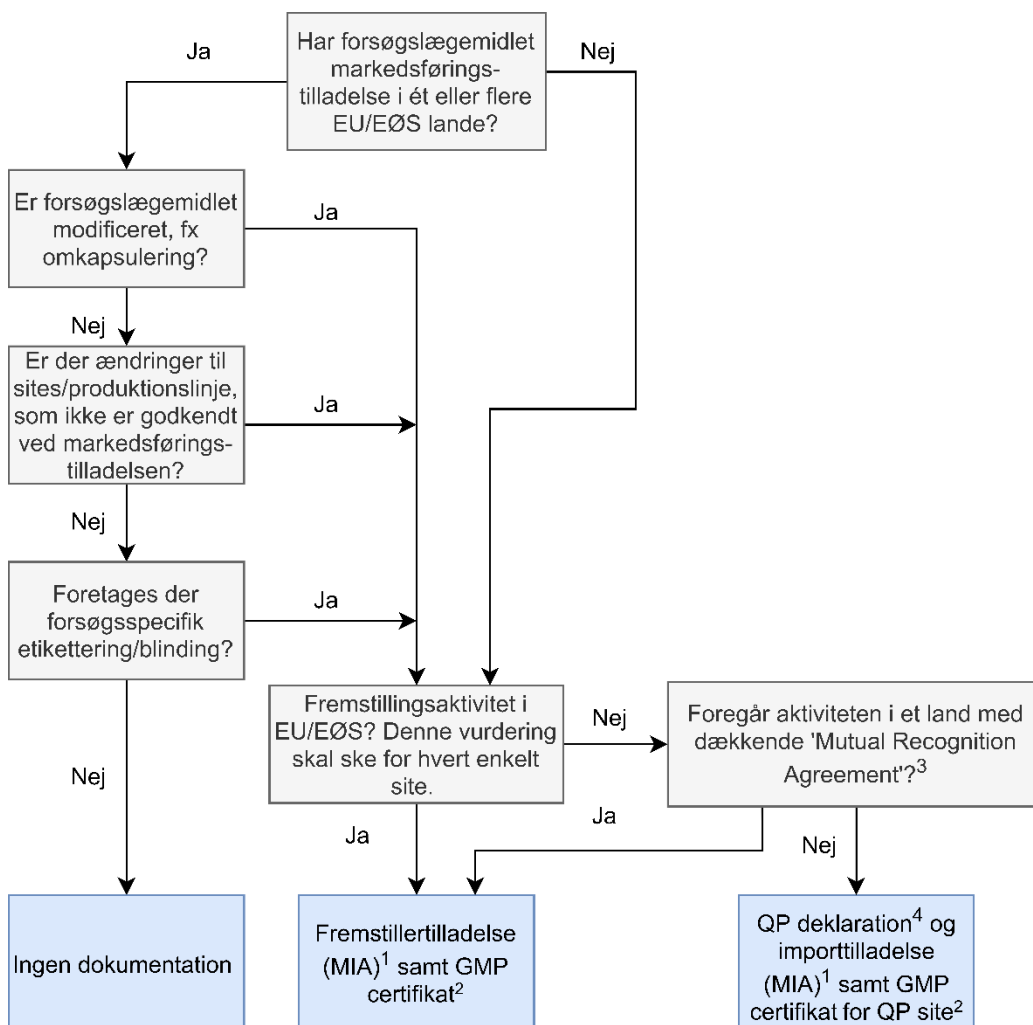 Ja
Har forsøgslægemidlet
markedsførings-
tilladelse i ét eller flere
EU/EØS lande?
Nej
Er forsøgslægemidlet
modificeret, fx
omkapsulering?
Ja
Nej
Er der ændringer til
sites/produktionslinje,
som ikke er godkendt
ved markedsførings-
tilladelsen?
Ja
Nej
Foretages der
forsøgsspecifik
etikettering/blinding?
Ja
Nej
Fremstillingsaktivitet i
EU/EØS? Denne vurdering
skal ske for hvert enkelt
site.
Nej
Foregår aktiviteten i et land med
dækkende 'Mutual Recognition
Agreement'?³
Ja
Ja
Nej
Ingen dokumentation
Fremstillertilladelse
(MIA)¹ samt GMP
certifikat²
QP deklaration⁴ og
importtilladelse
(MIA)¹ samt GMP
certifikat for QP site²